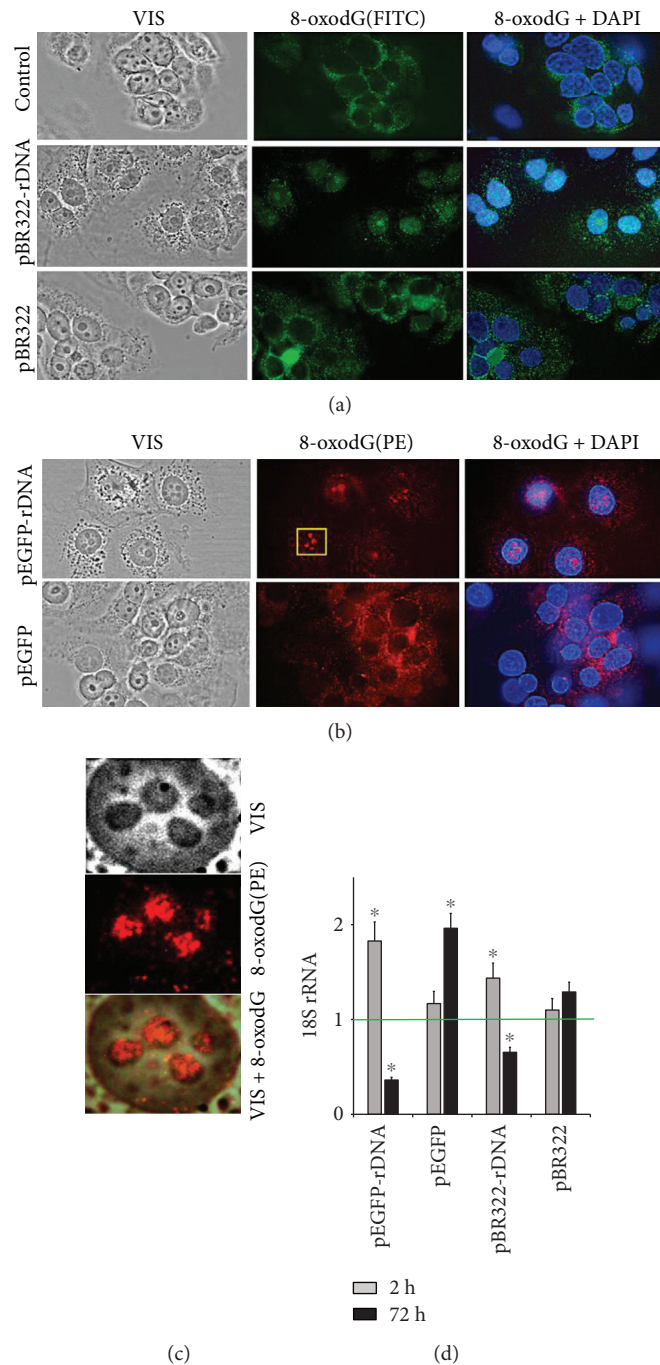 VIS
8-oxodG(FITC)
8-oxodG + DAPI
Control
pBR322-rDNA
pBR322
(a)
VIS
8-oxodG(PE)
8-oxodG + DAPI
pEGFP-rDNA
pEGFP
(b)
VIS
8-oxodG(PE)
VIS + 8-oxodG
(c)
18S rRNA
2
1
0
*
*
*
*
*
pEGFP-rDNA
pEGFP
pBR322-rDNA
pBR322
2 h
72 h
(d)